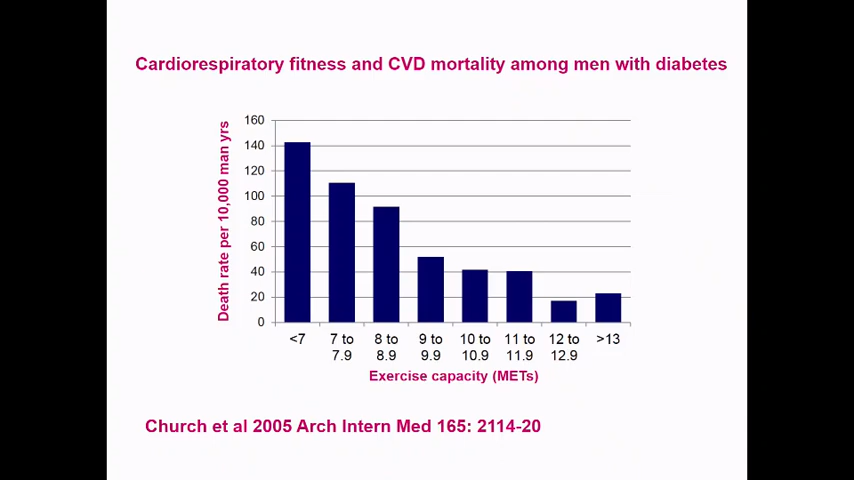 Cardiorespiratory fitness and CVD mortality among men with diabetes
Death rate per 10,000 man yrs
160
140
120
100
80
60
40
20
0
<7
7 to 7.9
8 to 8.9
9 to 9.9
10 to 10.9
11 to 11.9
12 to 12.9
>13
Exercise capacity (METs)
Church et al 2005 Arch Intern Med 165: 2114-20